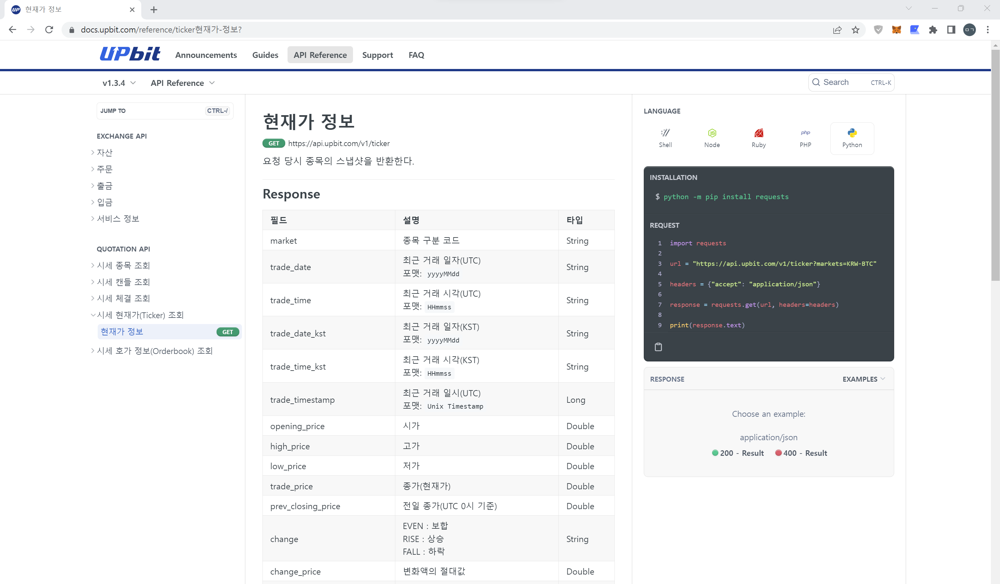 UP 현재가 정보
docs.upbit.com/reference/ticker현재가-정보?
UPbit Announcements Guides API Reference Support FAQ
v1.3.4 API Reference Search CTRL-K
JUMP TO CTRL-/
EXCHANGE API
자산
주문
출금
입금
서비스 정보
QUOTATION API
시세 종목 조회
시세 캔들 조회
시세 체결 조회
시세 현재가(Ticker) 조회
현재가 정보 GET
시세 호가 정보(Orderbook) 조회
현재가 정보
GET https://api.upbit.com/v1/ticker
요청 당시 종목의 스냅샷을 반환한다.
Response
필드 설명 타입
market 종목 구분 코드 String
trade_date 최근 거래 일자(UTC)
포맷: yyyyMMdd String
trade_time 최근 거래 시각(UTC)
포맷: HHmmss String
trade_date_kst 최근 거래 일자(KST)
포맷: yyyyMMdd String
trade_time_kst 최근 거래 시각(KST)
포맷: HHmmss String
trade_timestamp 최근 거래 일시(UTC)
포맷: Unix Timestamp Long
opening_price 시가 Double
high_price 고가 Double
low_price 저가 Double
trade_price 종가(현재가) Double
prev_closing_price 전일 종가(UTC 0시 기준) Double
change EVEN : 보합
RISE : 상승
FALL : 하락 String
change_price 변화액의 절대값 Double
LANGUAGE
Shell Node Ruby php PHP Python
INSTALLATION
$ python -m pip install requests
REQUEST
1 import requests
2
3 url = "https://api.upbit.com/v1/ticker?markets=KRW-BTC"
4
5 headers = {"accept": "application/json"}
6
7 response = requests.get(url, headers=headers)
8
9 print(response.text)
RESPONSE EXAMPLES
Choose an example:
application/json
200 - Result 400 - Result